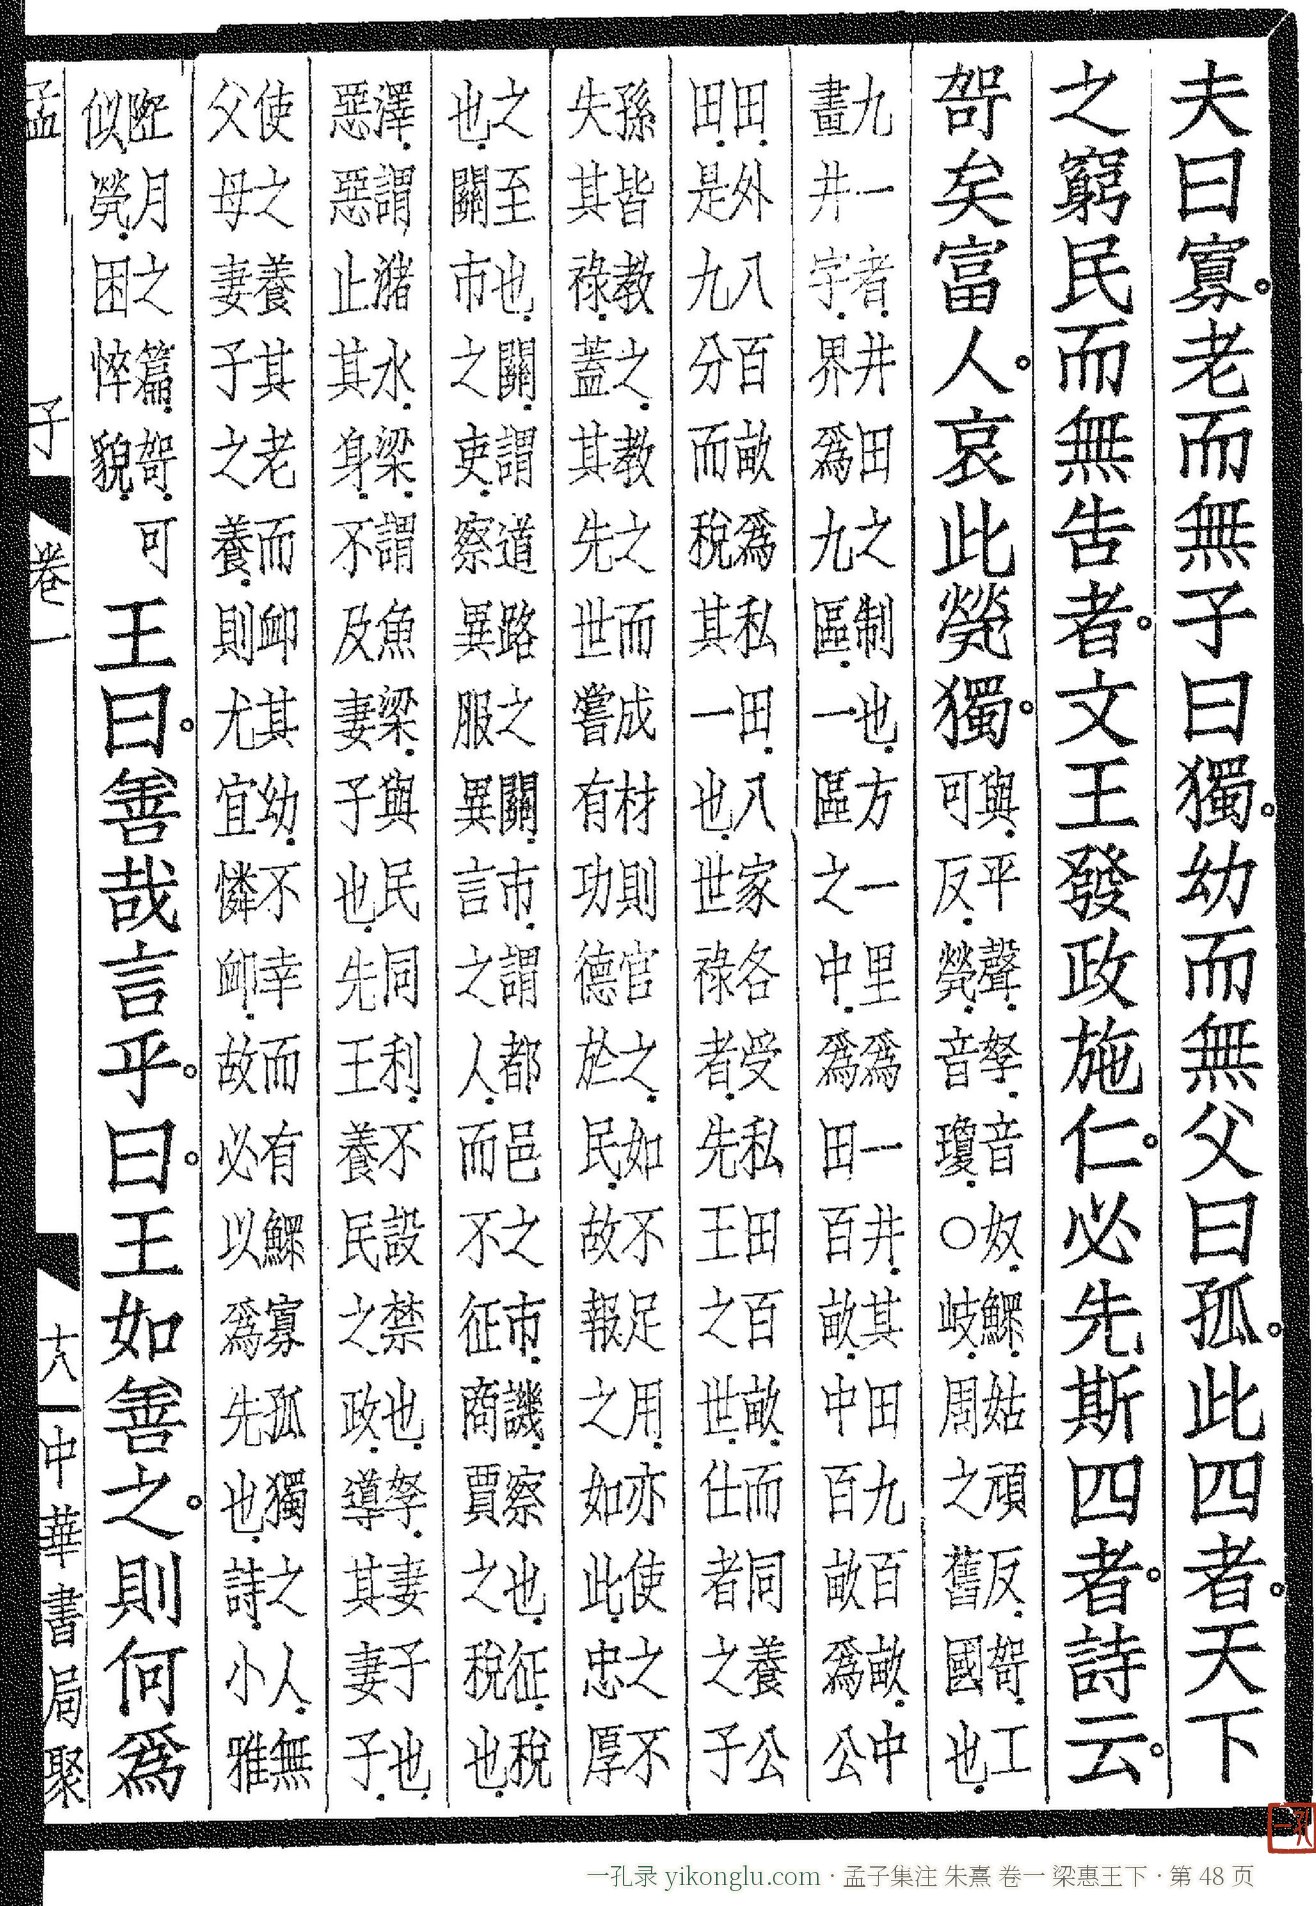 夫曰寡。老而無子曰獨。幼而無父曰孤。此四者。天下
之窮民而無告者。文王發政施仁。必先斯四者。詩云。
哿矣富人。哀此煢獨。
與.平聲.孥.音奴.鰥.姑頑反.哿.工
可反.煢.音瓊.○岐周之舊國也.
九一者.井田之制也.方一里爲一井.其田九百畝.中
畫井字.界爲九區.一區之中.爲田百畝.中百畝爲公
田.外八百畝爲私田.八家各受私田百畝.而同養公
田.是九分而稅其一也.世祿者.先王之世.仕者之子
孫皆教之.教之而成材則官之.如不足用.亦使之不
失其祿.蓋其先世嘗有功德於民.故報之如此.忠厚
之至也.關.謂道路之關.市.謂都邑之市.譏.察也.征.稅
也.關市之吏.察異服異言之人.而不征商賈之稅也.
澤.謂瀦水.梁.謂魚梁.與民同利.不設禁也.孥.妻子也.
惡惡止其身.不及妻子也.先王養民之政.導其妻子.
使之養其老而卹其幼.不幸而有鰥寡孤獨之人.無
父母妻子之養.則尤宜憐卹.故必以爲先也.詩.小雅
月之篇.哿.可
煢.困悴貌.
王曰。善哉言乎。曰。王如善之。則何爲
孟子 卷一 十八 中華書局聚
一孔录 yikonglu.com · 孟子集注 朱熹 卷一 梁惠王下 · 第 48 页